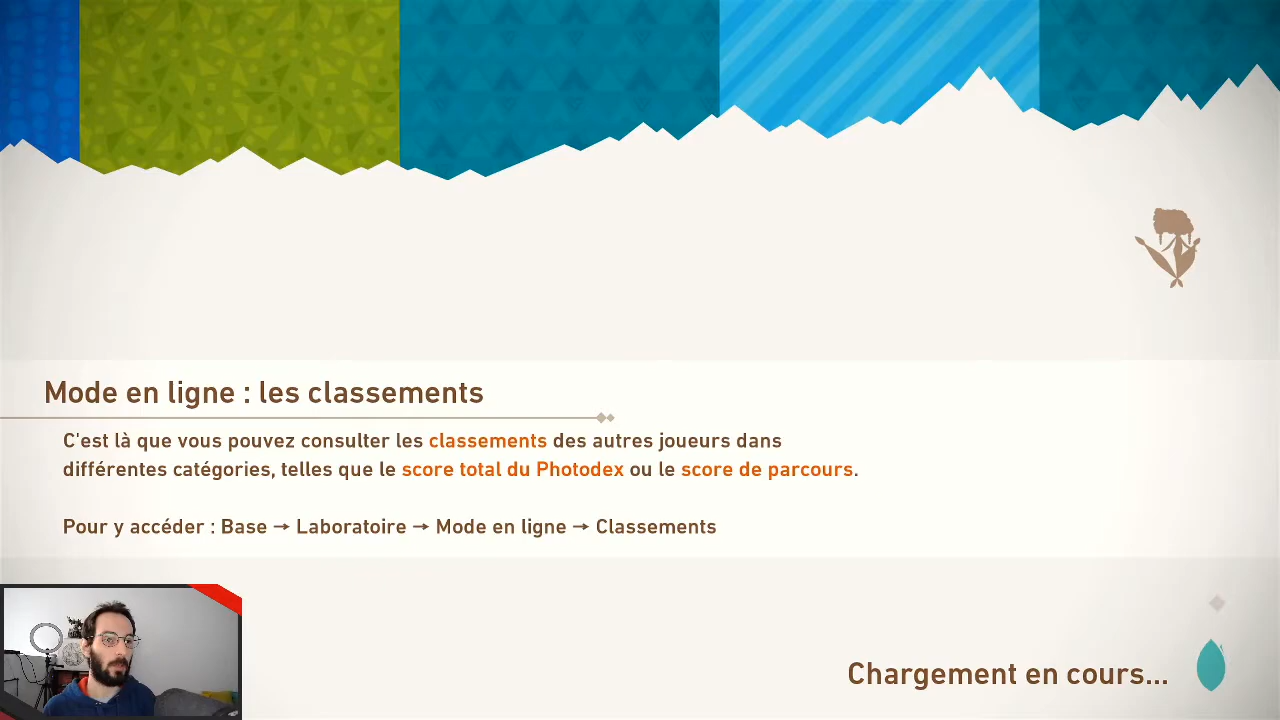 Mode en ligne : les classements
C'est là que vous pouvez consulter les classements des autres joueurs dans
différentes catégories, telles que le score total du Photodex ou le score de parcours.
Pour y accéder : Base → Laboratoire → Mode en ligne → Classements
Chargement en cours...